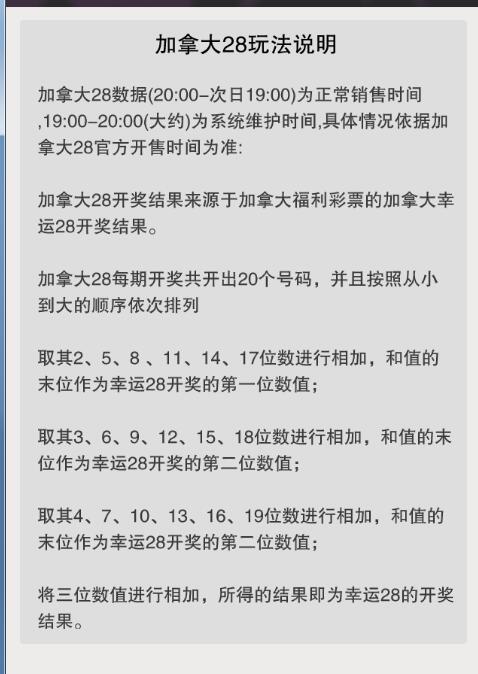 加拿大28玩法说明
加拿大28数据(20:00-次日19:00)为正常销售时间
,19:00-20:00(大约)为系统维护时间,具体情况依据加
拿大28官方开售时间为准:
加拿大28开奖结果来源于加拿大福利彩票的加拿大幸
运28开奖结果。
加拿大28每期开奖共开出20个号码，并且按照从小
到大的顺序依次排列
取其2、5、8 、11、14、17位数进行相加，和值的
末位作为幸运28开奖的第一位数值；
取其3、6、9、12、15、18位数进行相加，和值的末
位作为幸运28开奖的第二位数值；
取其4、7、10、13、16、19位数进行相加，和值的
末位作为幸运28开奖的第二位数值；
将三位数值进行相加，所得的结果即为幸运28的开奖
结果。